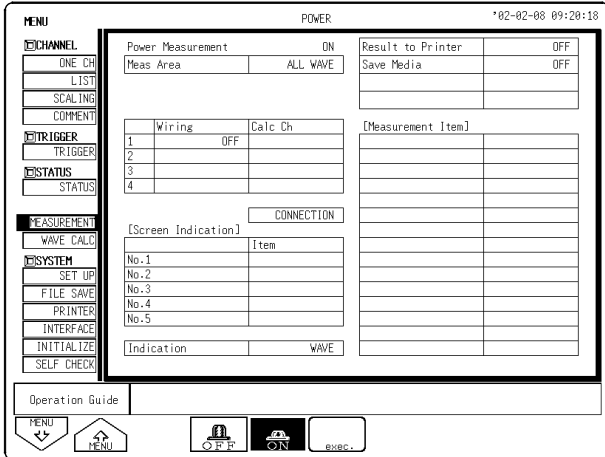 MENU
POWER
'02-02-08 09:20:18
CHANNEL
ONE CH
LIST
SCALING
COMMENT
TRIGGER
TRIGGER
STATUS
STATUS
MEASUREMENT
WAVE CALC
SYSTEM
SET UP
FILE SAVE
PRINTER
INTERFACE
INITIALIZE
SELF CHECK
Power Measurement ON
Meas Area ALL WAVE
Wiring Calc Ch
1 OFF
2
3
4
CONNECTION
[Screen Indication]
Item
No.1
No.2
No.3
No.4
No.5
Indication WAVE
Result to Printer OFF
Save Media OFF
[Measurement Item]
Operation Guide
MENU
MENU
OFF
ON
exec.